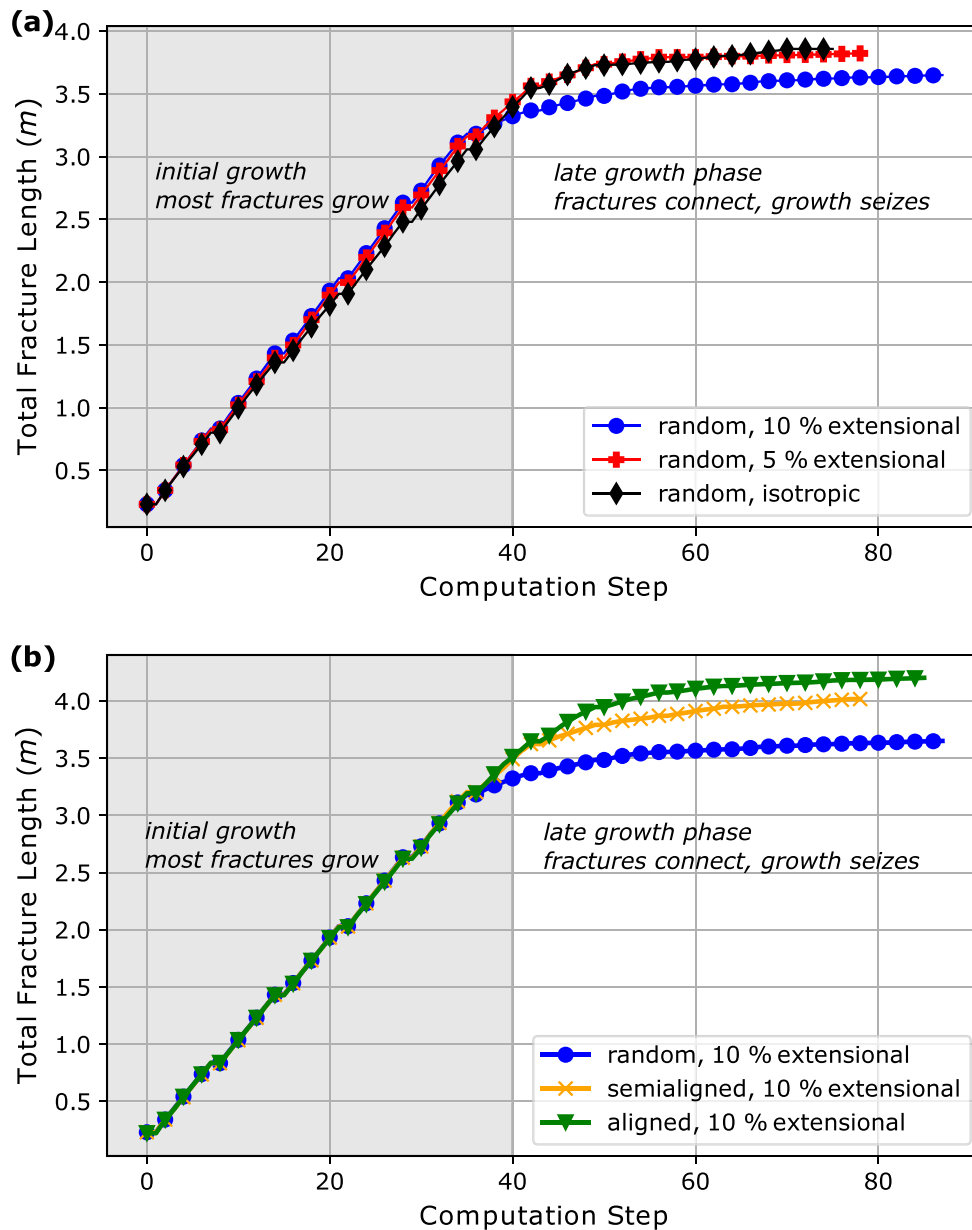 (a)
4.0
3.5
3.0
2.5
2.0
1.5
1.0
0.5
Total Fracture Length (m)
initial growth
most fractures grow
late growth phase
fractures connect, growth seizes
random, 10 % extensional
random, 5 % extensional
random, isotropic
0 20 40 60 80
Computation Step
(b)
4.0
3.5
3.0
2.5
2.0
1.5
1.0
0.5
Total Fracture Length (m)
initial growth
most fractures grow
late growth phase
fractures connect, growth seizes
random, 10 % extensional
semialigned, 10 % extensional
aligned, 10 % extensional
0 20 40 60 80
Computation Step